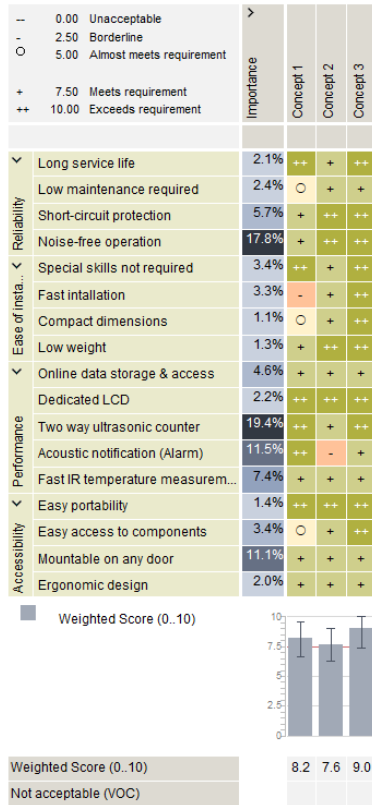 -- 0.00 Unacceptable
- 2.50 Borderline
O 5.00 Almost meets requirement
+ 7.50 Meets requirement
++ 10.00 Exceeds requirement
Importance Concept 1 Concept 2 Concept 3
Reliability
Long service life 2.1% ++ + ++
Low maintenance required 2.4% O + +
Short-circuit protection 5.7% + ++ ++
Noise-free operation 17.8% + ++ ++
Ease of insta..
Special skills not required 3.4% ++ + ++
Fast intallation 3.3% - + ++
Compact dimensions 1.1% O + ++
Low weight 1.3% + ++ ++
Performance
Online data storage & access 4.6% + + +
Dedicated LCD 2.2% ++ ++ ++
Two way ultrasonic counter 19.4% ++ + ++
Acoustic notification (Alarm) 11.5% ++ - +
Fast IR temperature measurem... 7.4% + + +
Accessibility
Easy portability 1.4% ++ ++ ++
Easy access to components 3.4% O + ++
Mountable on any door 11.1% + + +
Ergonomic design 2.0% + + +
Weighted Score (0..10)
10
7.5
5
2.5
0
Weighted Score (0..10) 8.2 7.6 9.0
Not acceptable (VOC)